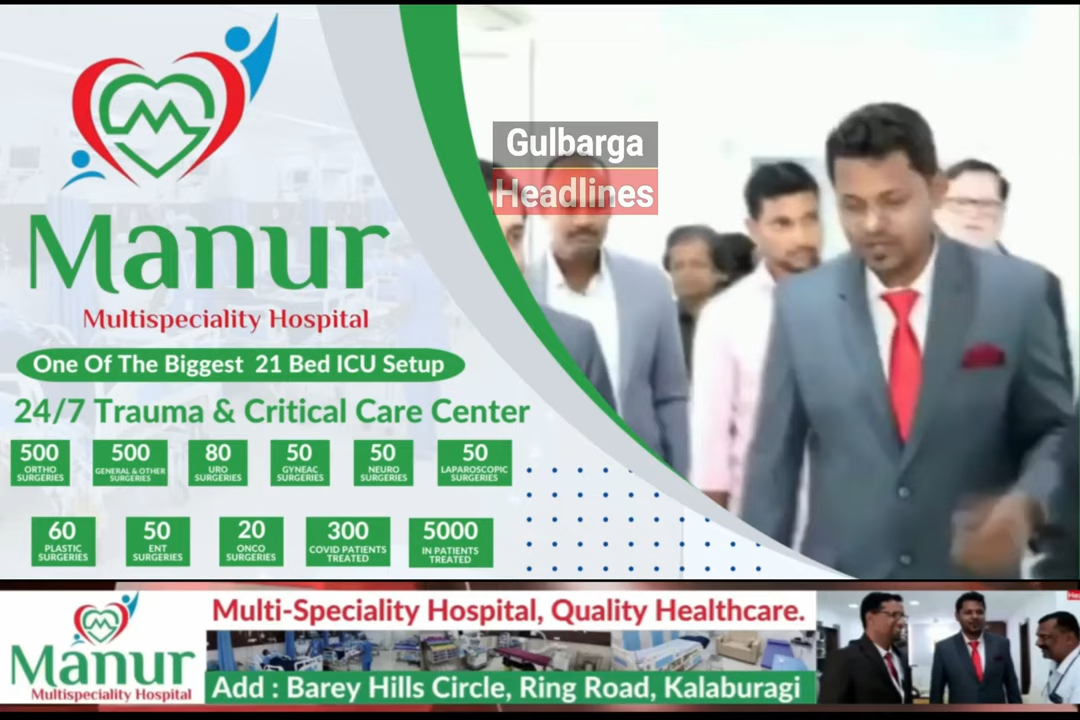 Manur
Multispeciality Hospital
One Of The Biggest 21 Bed ICU Setup
24/7 Trauma & Critical Care Center
500
ORTHO
SURGERIES
500
GENERAL & OTHER
SURGERIES
80
URO
SURGERIES
50
GYNEAC
SURGERIES
50
NEURO
SURGERIES
50
LAPAROSCOPIC
SURGERIES
60
PLASTIC
SURGERIES
50
ENT
SURGERIES
20
ONCO
SURGERIES
300
COVID PATIENTS
TREATED
5000
IN PATIENTS
TREATED
Gulbarga
Headlines
Manur
Multispeciality Hospital
Multi-Speciality Hospital, Quality Healthcare.
Add : Barey Hills Circle, Ring Road, Kalaburagi